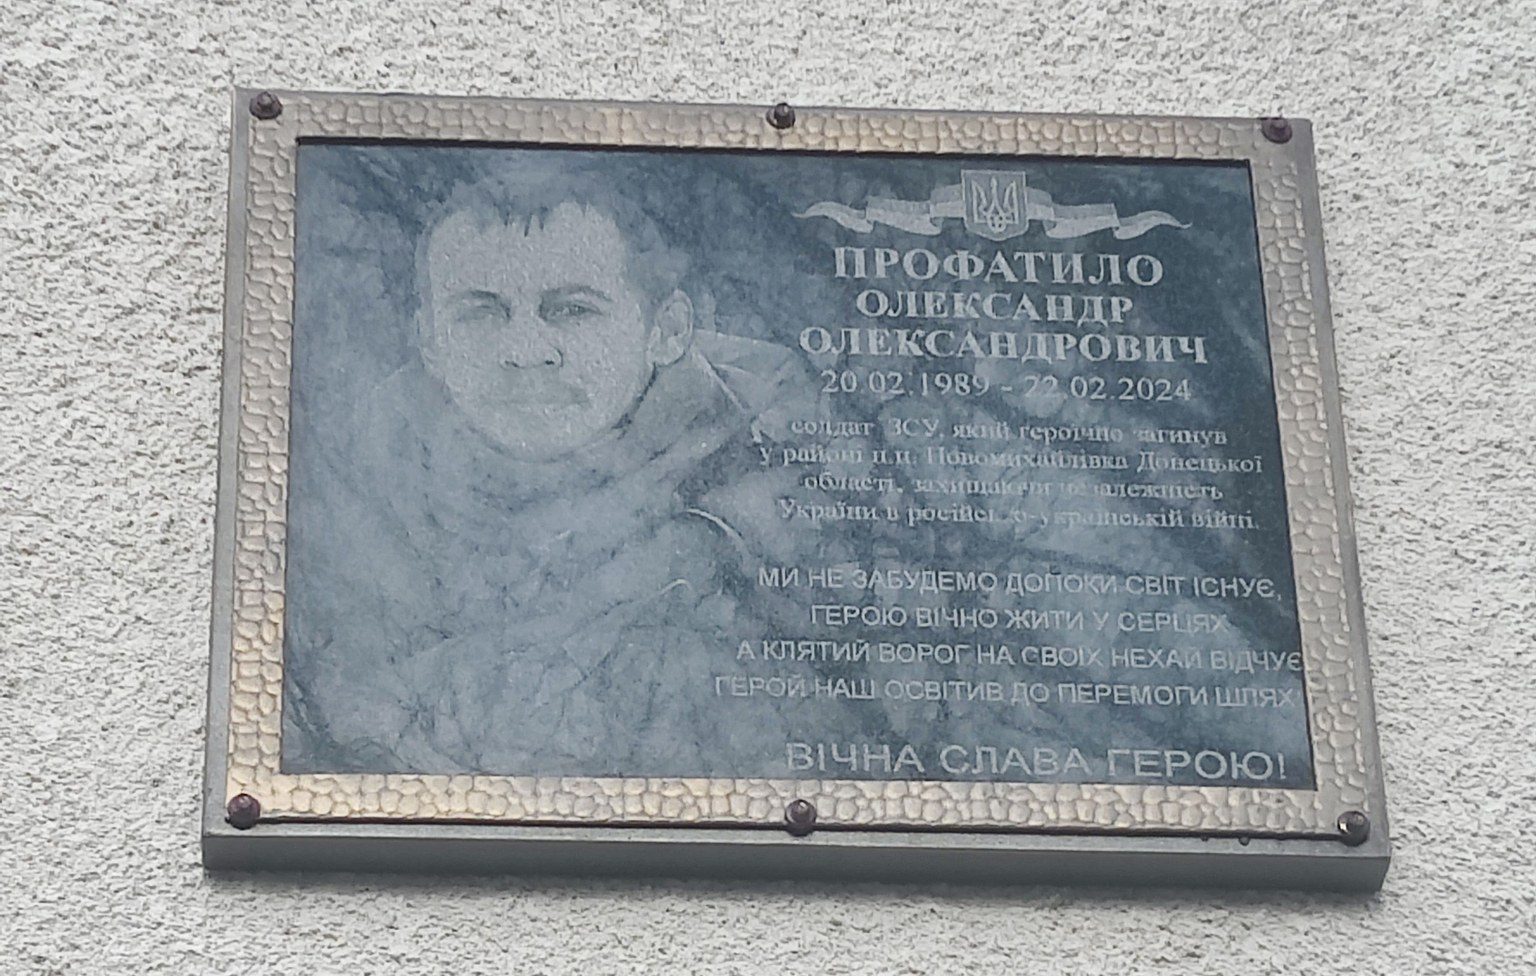 ПРОФАТИЛО
ОЛЕКСАНДР
ОЛЕКСАНДРОВИЧ
20.02.1989 - 22.02.2024
солдат ЗСУ, який героїчно загинув
у районі н.п. Новомихайлівка Донецької
області, захищаючи незалежність
України в російсько-українській війні.
МИ НЕ ЗАБУДЕМО ДОПОКИ СВІТ ІСНУЄ,
ГЕРОЮ ВІЧНО ЖИТИ У СЕРЦЯХ
А КЛЯТИЙ ВОРОГ НА СВОЇХ НЕХАЙ ВІДЧУЄ
ГЕРОЙ НАШ ОСВІТИВ ДО ПЕРЕМОГИ ШЛЯХ
ВІЧНА СЛАВА ГЕРОЮ!